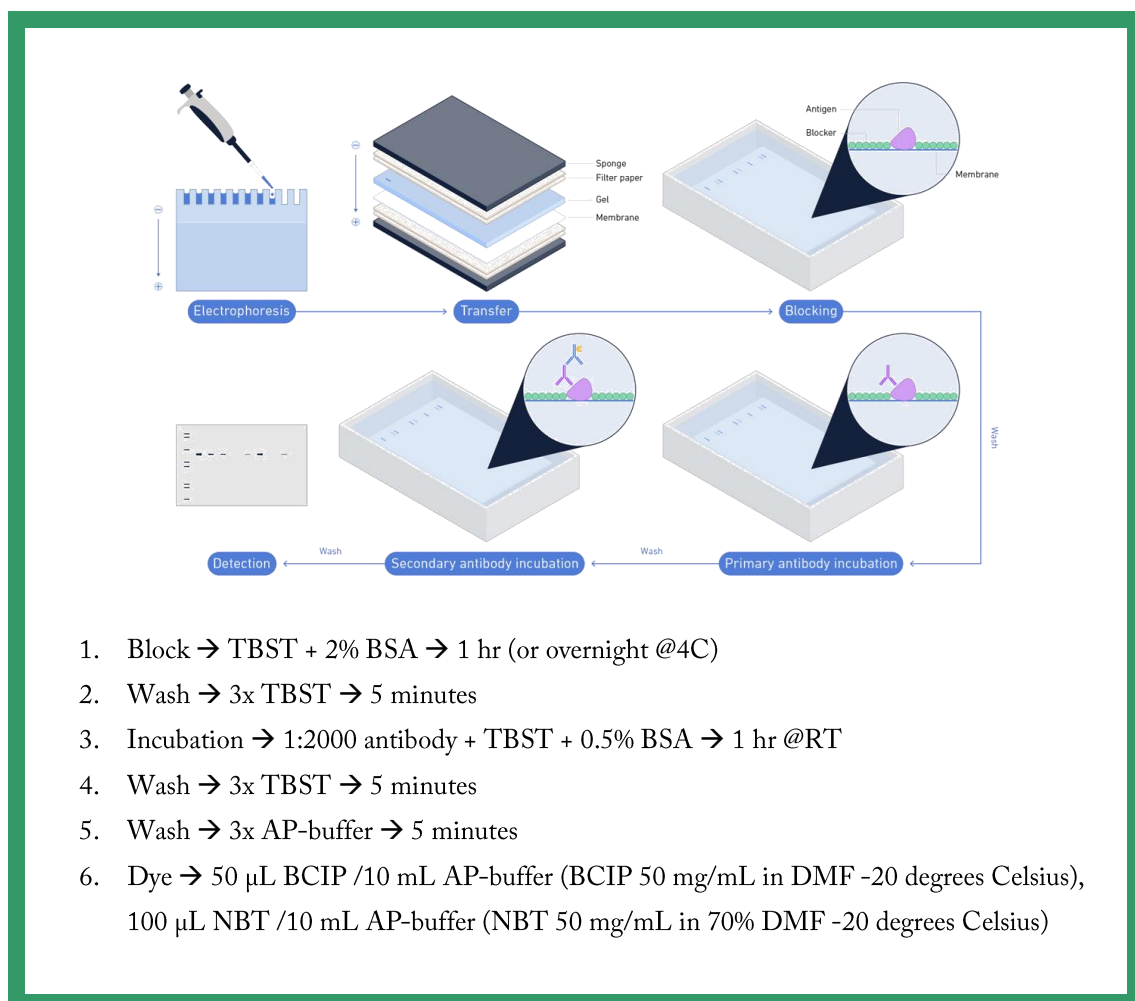 Antigen
Blocker
Membrane
Sponge
Filter paper
Gel
Membrane
Electrophoresis
Transfer
Blocking
Wash
Detection
Wash
Secondary antibody incubation
Wash
Primary antibody incubation
1. Block → TBST + 2% BSA → 1 hr (or overnight @4C)
2. Wash → 3x TBST → 5 minutes
3. Incubation → 1:2000 antibody + TBST + 0.5% BSA → 1 hr @RT
4. Wash → 3x TBST → 5 minutes
5. Wash → 3x AP-buffer → 5 minutes
6. Dye → 50 µL BCIP /10 mL AP-buffer (BCIP 50 mg/mL in DMF -20 degrees Celsius),
100 µL NBT /10 mL AP-buffer (NBT 50 mg/mL in 70% DMF -20 degrees Celsius)